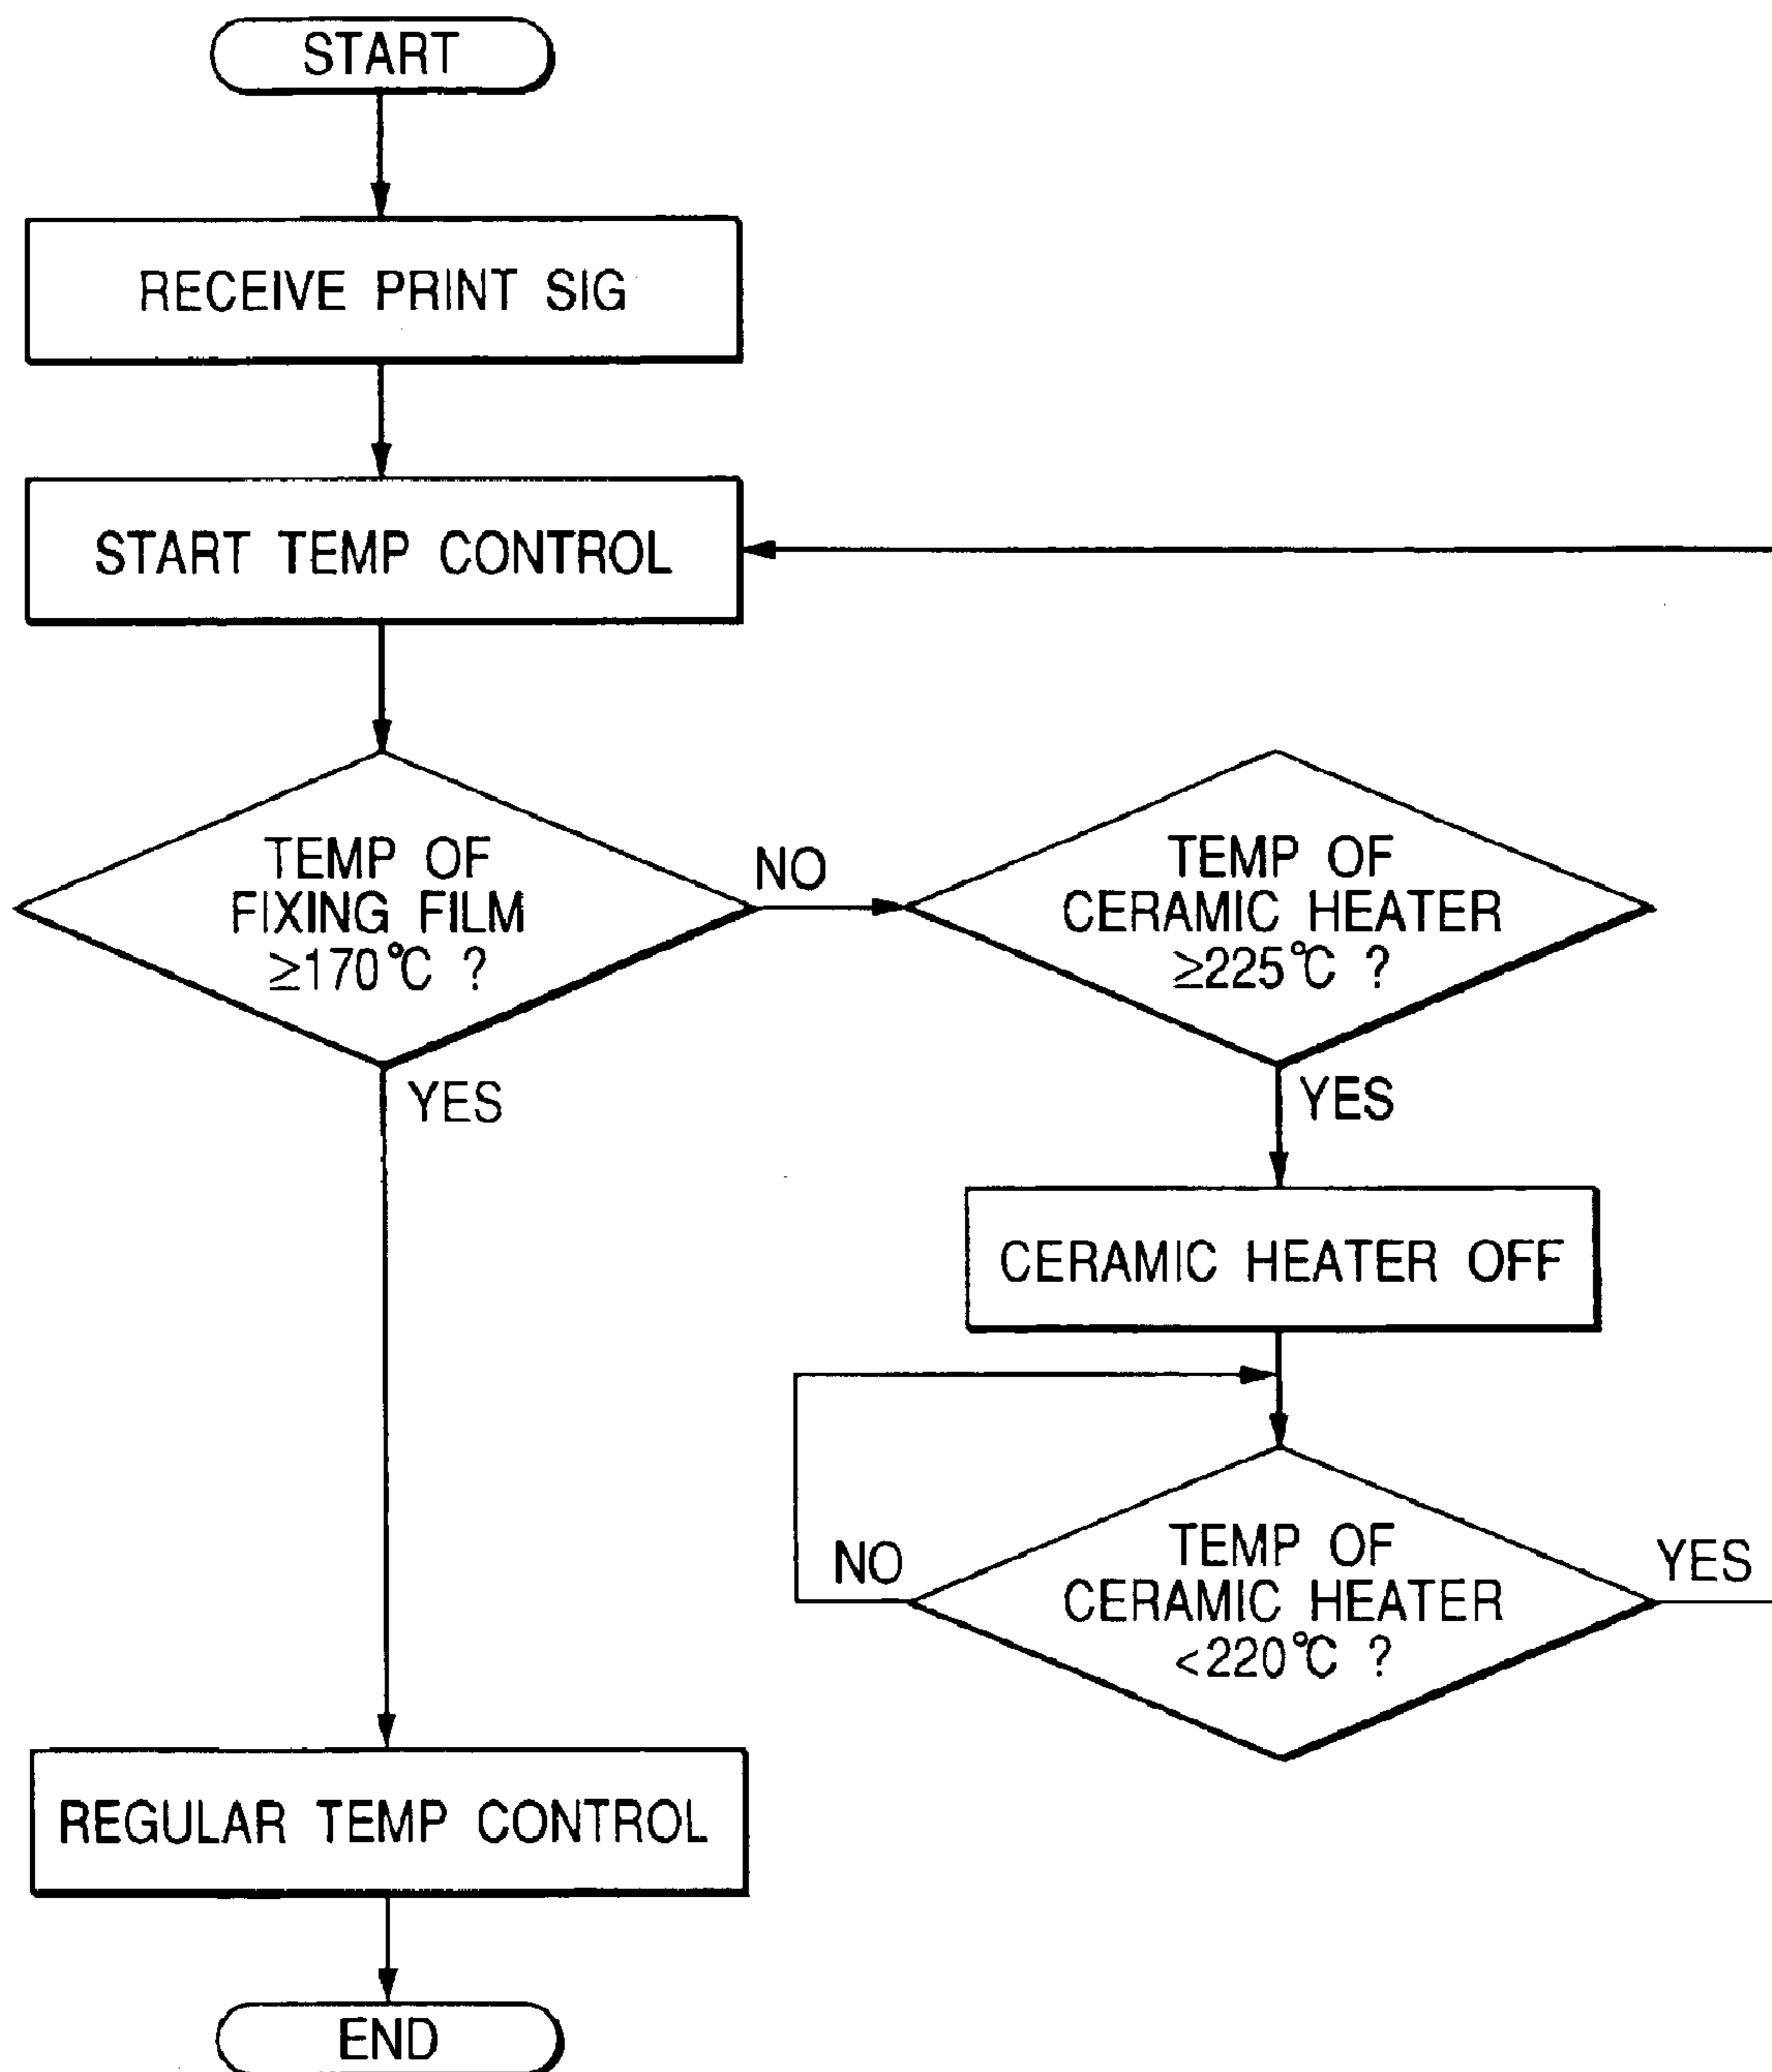 START
RECEIVE PRINT SIG
START TEMP CONTROL
TEMP OF
FIXING FILM
≥170℃ ?
NO
YES
TEMP OF
CERAMIC HEATER
≥225℃ ?
YES
CERAMIC HEATER OFF
TEMP OF
CERAMIC HEATER
<220℃ ?
NO
YES
REGULAR TEMP CONTROL
END